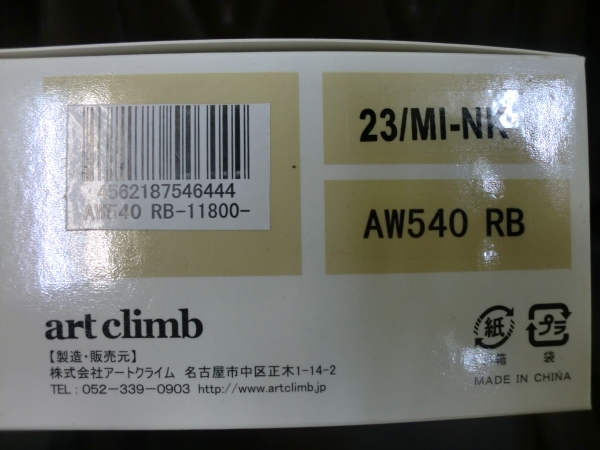 4562187546444
AW540 RB-11800-
23/MI-NK
AW540 RB
art climb
【製造・販売元】
株式会社アートクライム 名古屋市中区正木1-14-2
TEL : 052-339-0903 http://www.artclimb.jp
紙 プラ
箱 袋
MADE IN CHINA